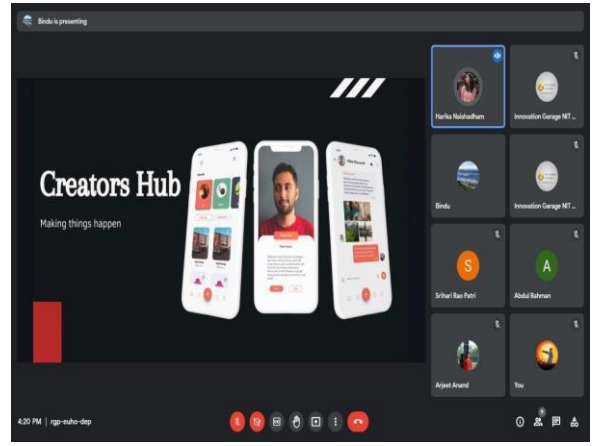 Bindu is presenting
Creators Hub
Making things happen
Harika Naishadham
Innovation Garage NIT ...
Bindu
Innovation Garage NIT ...
S
Srihari Rao Patri
A
Abdul Rahman
Arjeet Anand
You
4:20 PM | rgp-euho-dep